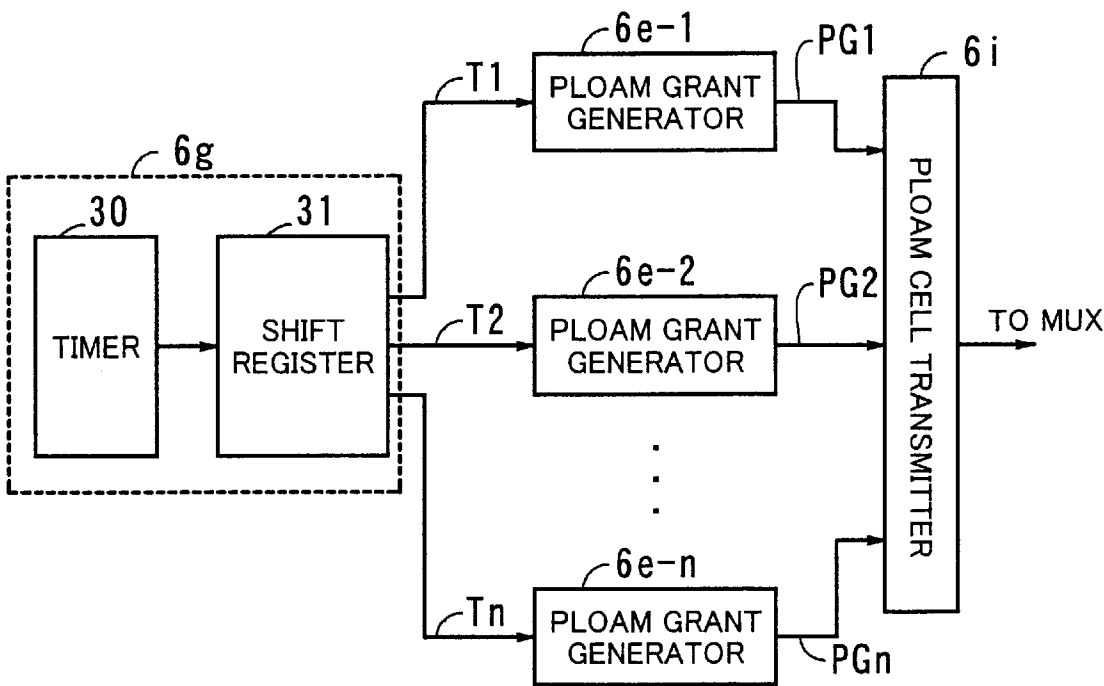 6e-1
PG1
6i
T1
PLOAM GRANT
GENERATOR
6g
30
31
TIMER
SHIFT
REGISTER
6e-2
PG2
T2
PLOAM GRANT
GENERATOR
PLOAM CELL TRANSMITTER
TO MUX
6e-n
Tn
PLOAM GRANT
GENERATOR
PGn